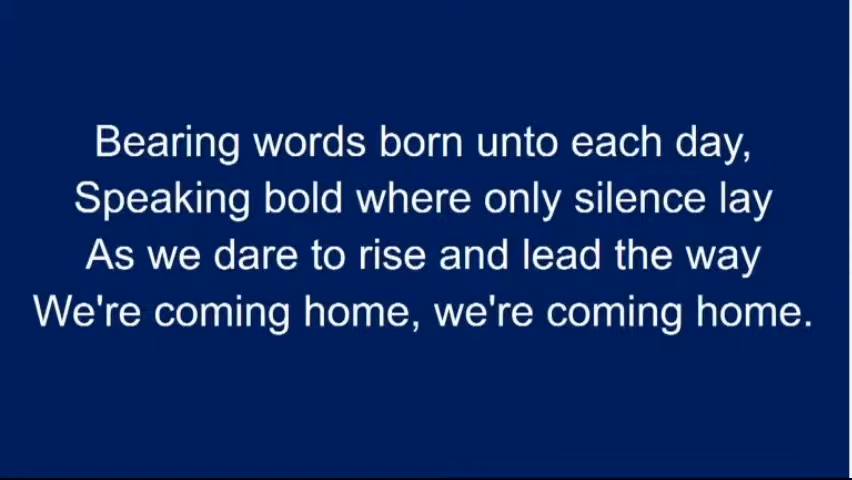 Bearing words born unto each day,
Speaking bold where only silence lay
As we dare to rise and lead the way
We're coming home, we're coming home.